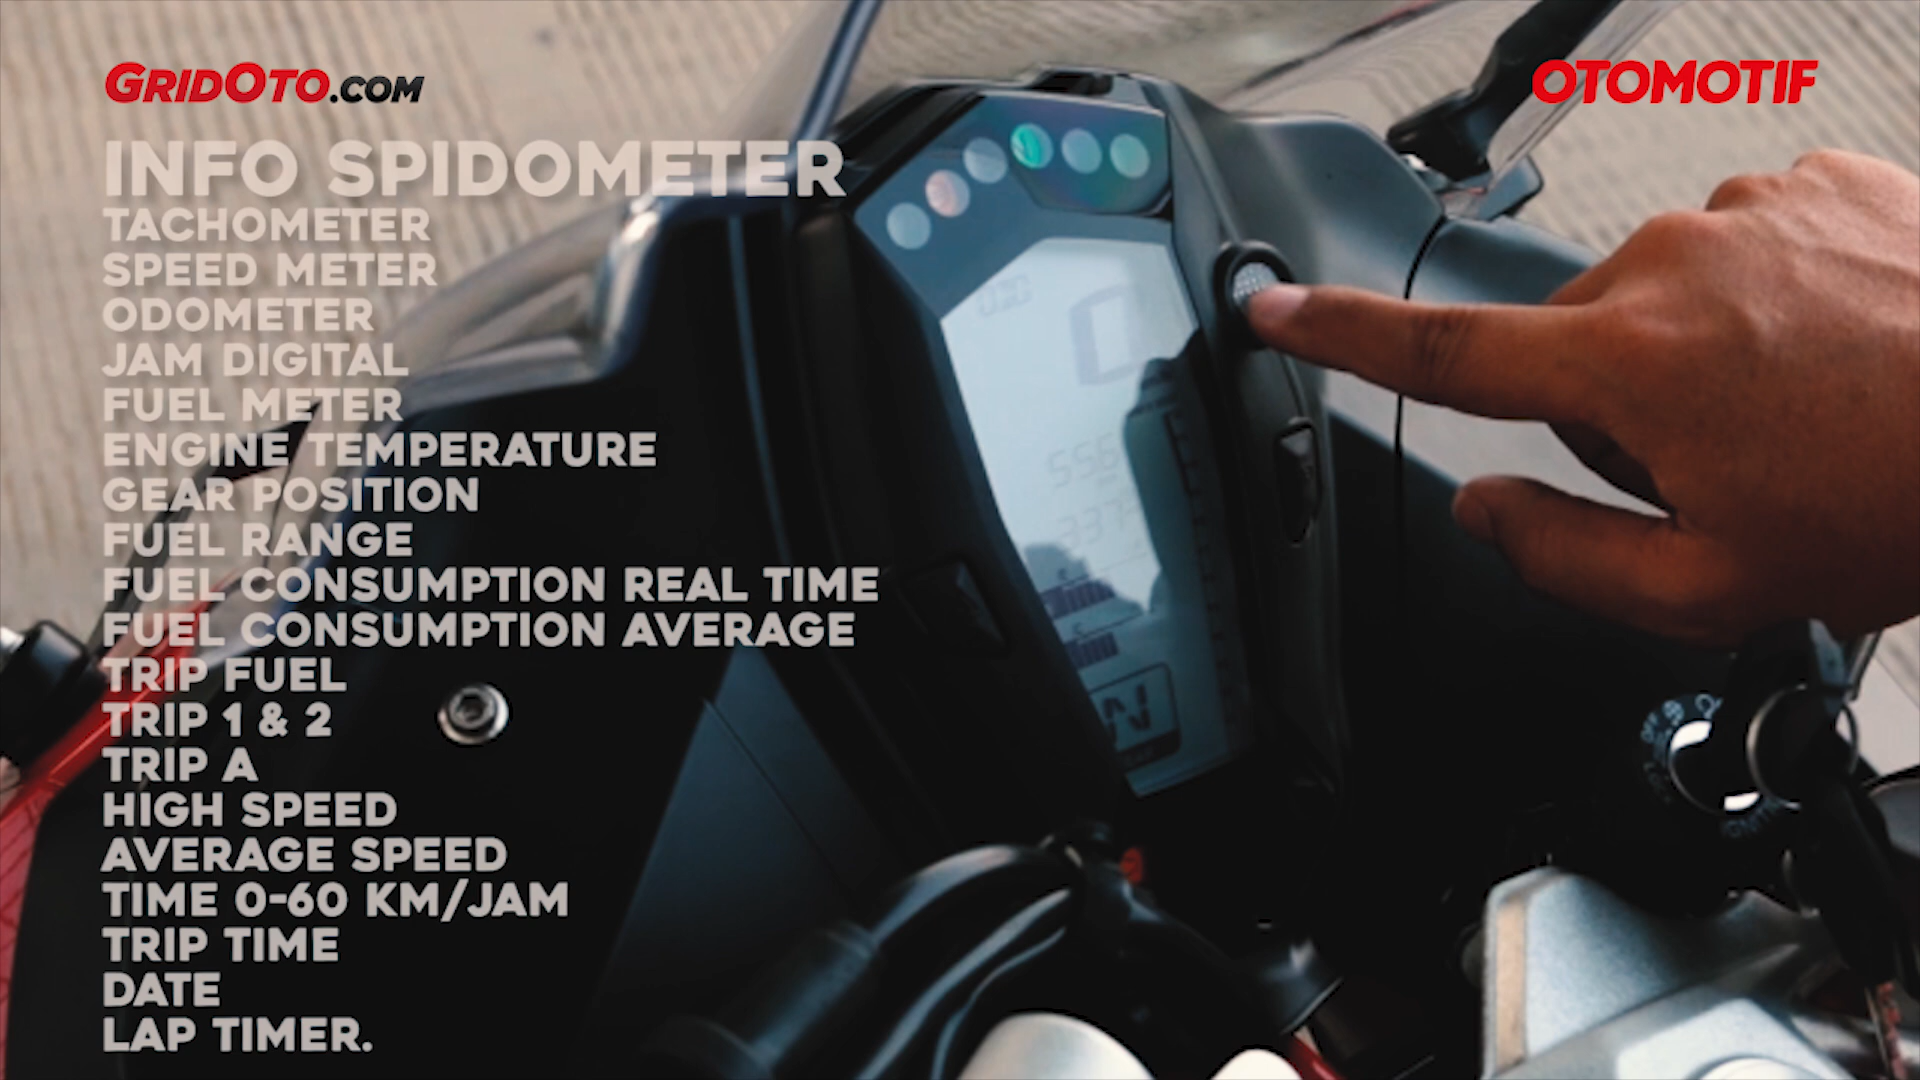 GRIDOTO.COM
OTOMOTIF
INFO SPIDOMETER
TACHOMETER
SPEED METER
ODOMETER
JAM DIGITAL
FUEL METER
ENGINE TEMPERATURE
GEAR POSITION
FUEL RANGE
FUEL CONSUMPTION REAL TIME
FUEL CONSUMPTION AVERAGE
TRIP FUEL
TRIP 1 & 2
TRIP A
HIGH SPEED
AVERAGE SPEED
TIME 0-60 KM/JAM
TRIP TIME
DATE
LAP TIMER.
0
N